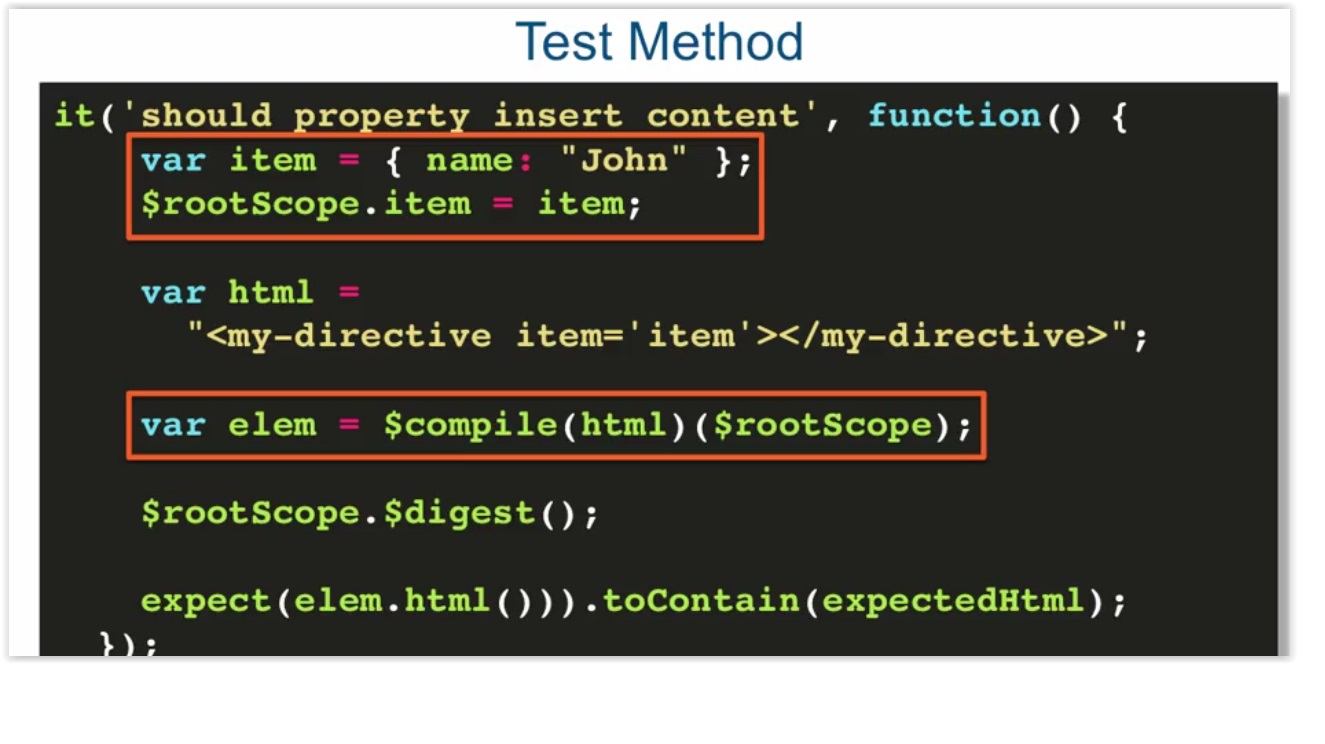 Test Method
it('should property insert content', function() {
var item = { name: "John" };
$rootScope.item = item;
var html =
"<my-directive item='item'></my-directive>";
var elem = $compile(html)($rootScope);
$rootScope.$digest();
expect(elem.html())).toContain(expectedHtml);
});